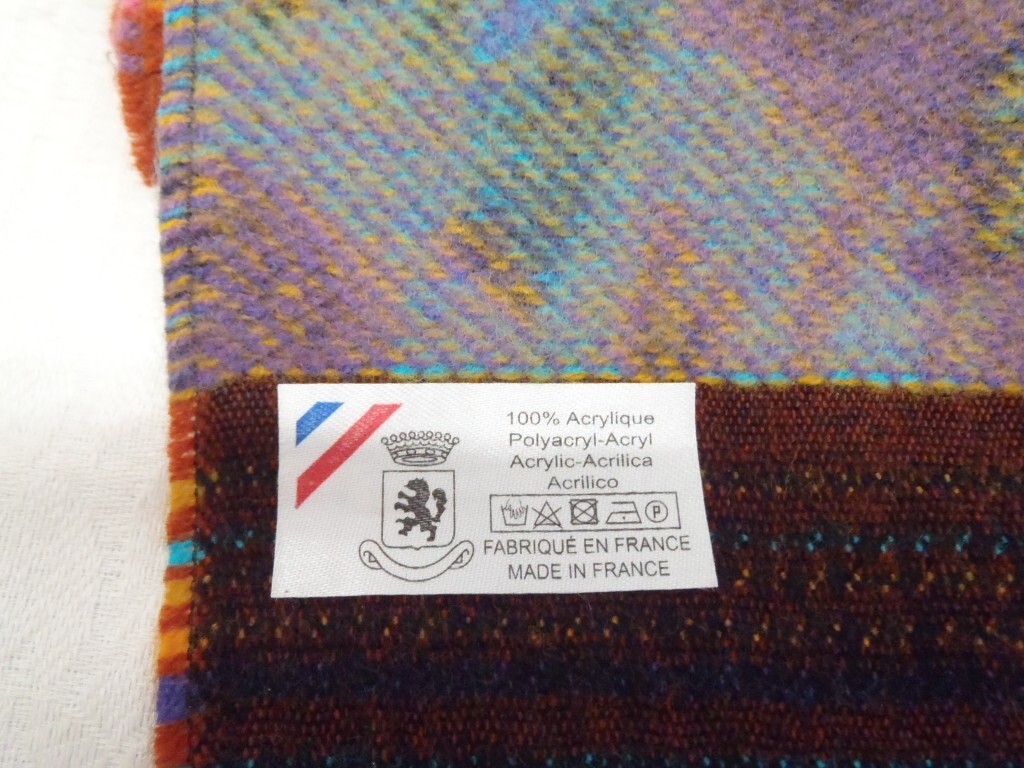 100% Acrylique
Polyacryl-Acryl
Acrylic-Acrilica
Acrilico
P
FABRIQUÉ EN FRANCE
MADE IN FRANCE